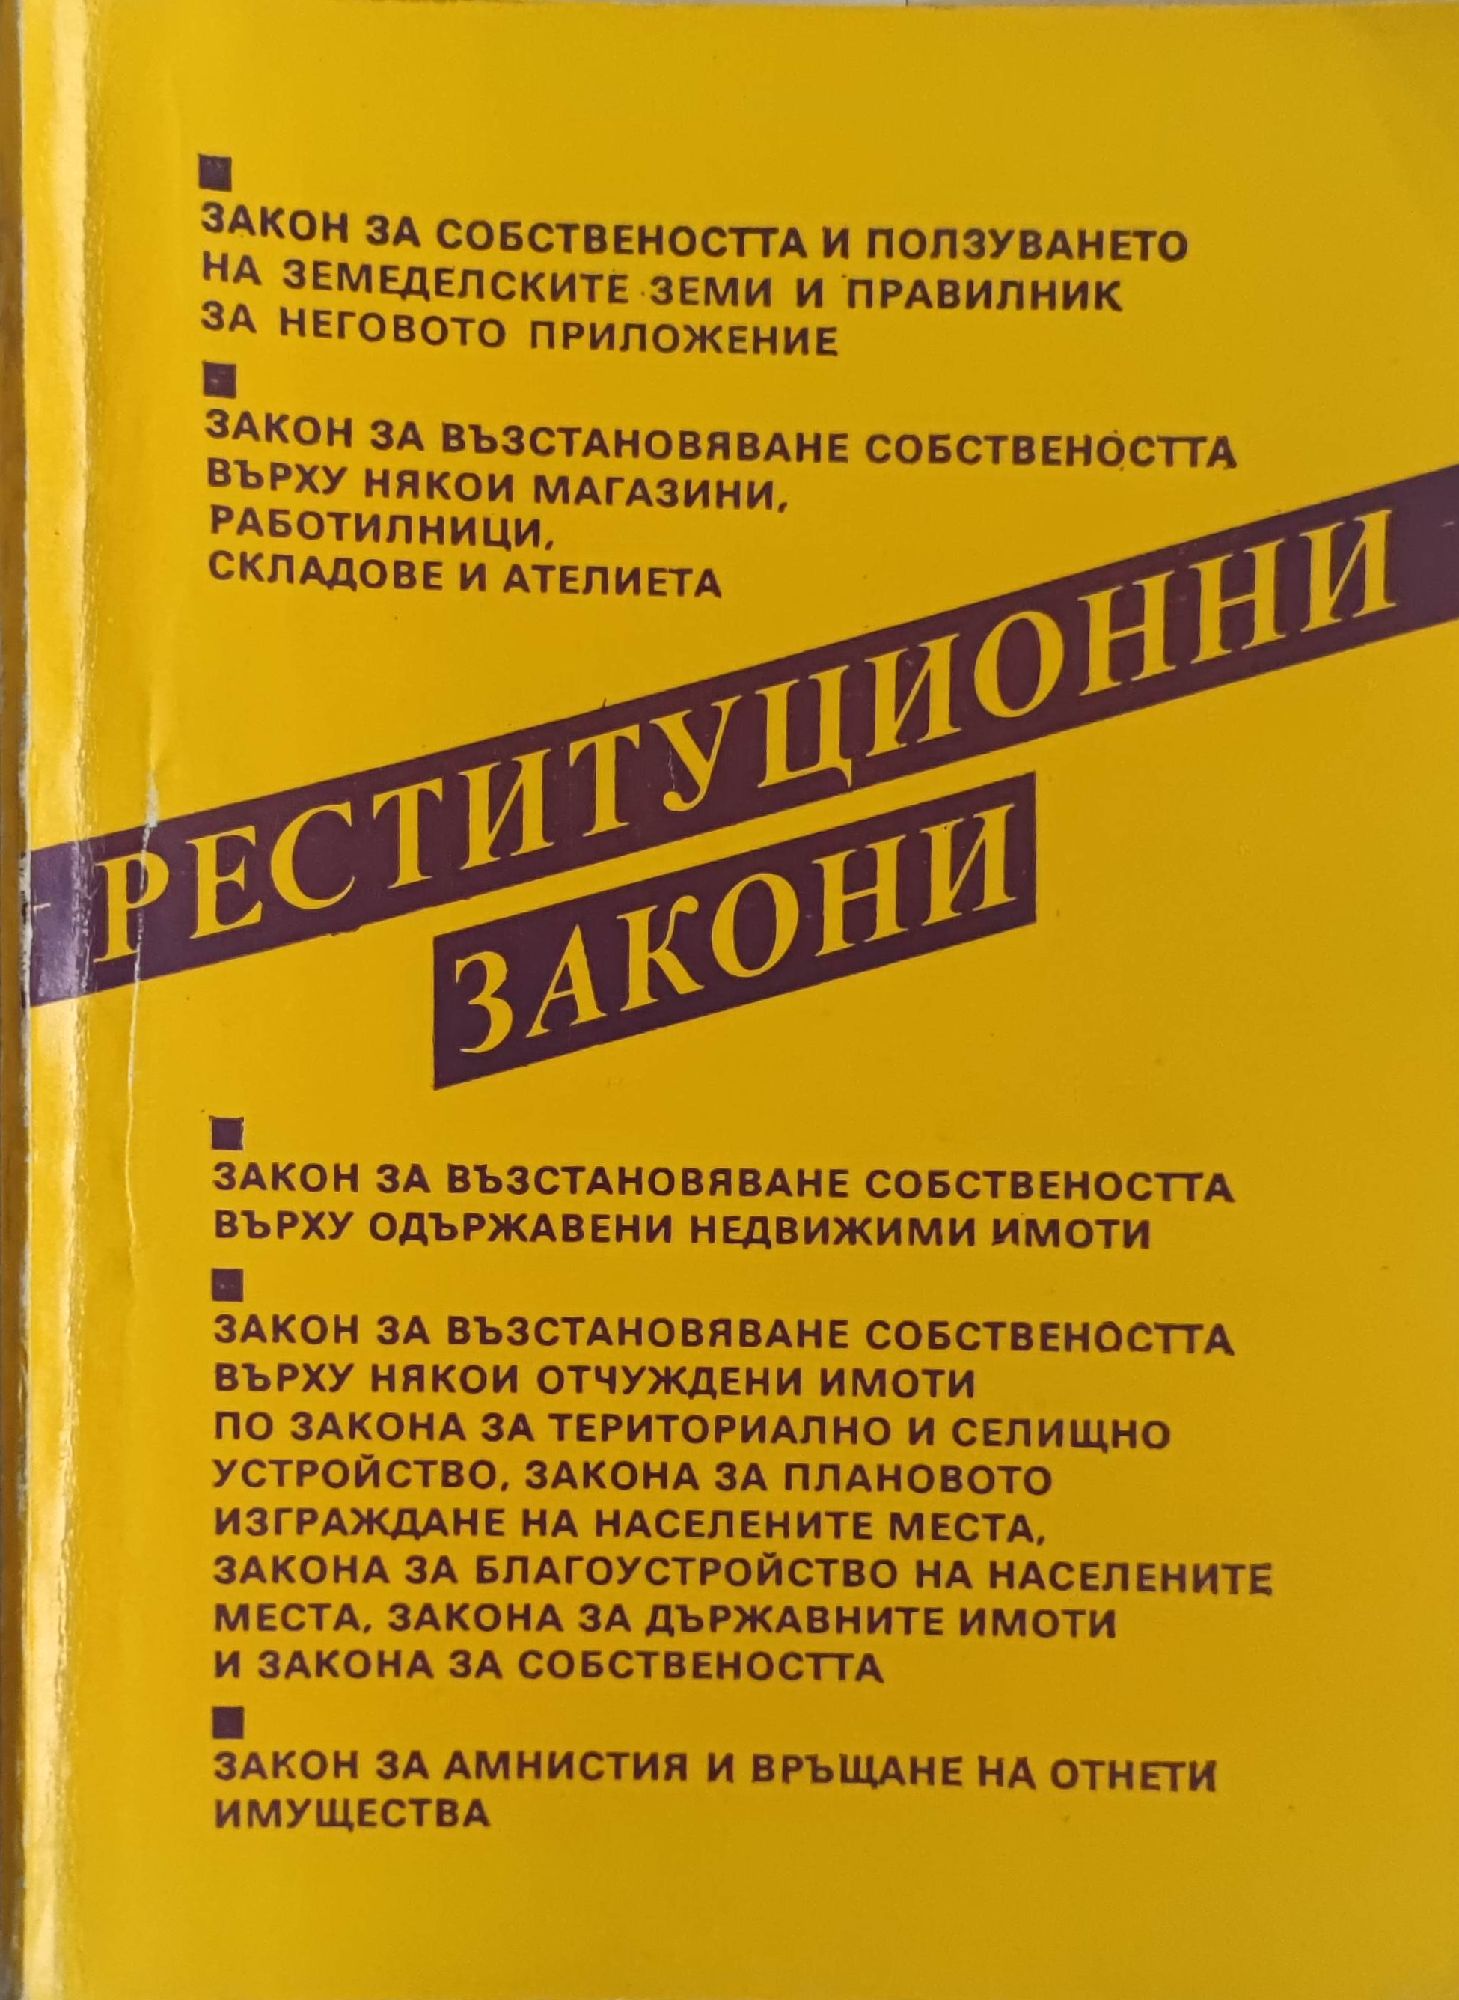 ЗАКОН ЗА СОБСТВЕНОСТТА И ПОЛЗУВАНЕТО
НА ЗЕМЕДЕЛСКИТЕ ЗЕМИ И ПРАВИЛНИК
ЗА НЕГОВОТО ПРИЛОЖЕНИЕ
ЗАКОН ЗА ВЪЗСТАНОВЯВАНЕ СОБСТВЕНОСТТА
ВЪРХУ НЯКОИ МАГАЗИНИ,
РАБОТИЛНИЦИ,
СКЛАДОВЕ И АТЕЛИЕТА
РЕСТИТУЦИОННИ
ЗАКОНИ
ЗАКОН ЗА ВЪЗСТАНОВЯВАНЕ СОБСТВЕНОСТТА
ВЪРХУ ОДЪРЖАВЕНИ НЕДВИЖИМИ ИМОТИ
ЗАКОН ЗА ВЪЗСТАНОВЯВАНЕ СОБСТВЕНОСТТА
ВЪРХУ НЯКОИ ОТЧУЖДЕНИ ИМОТИ
ПО ЗАКОНА ЗА ТЕРИТОРИАЛНО И СЕЛИЩНО
УСТРОЙСТВО, ЗАКОНА ЗА ПЛАНОВОТО
ИЗГРАЖДАНЕ НА НАСЕЛЕНИТЕ МЕСТА,
ЗАКОНА ЗА БЛАГОУСТРОЙСТВО НА НАСЕЛЕНИТЕ
МЕСТА, ЗАКОНА ЗА ДЪРЖАВНИТЕ ИМОТИ
И ЗАКОНА ЗА СОБСТВЕНОСТТА
ЗАКОН ЗА АМНИСТИЯ И ВРЪЩАНЕ НА ОТНЕТИ
ИМУЩЕСТВА